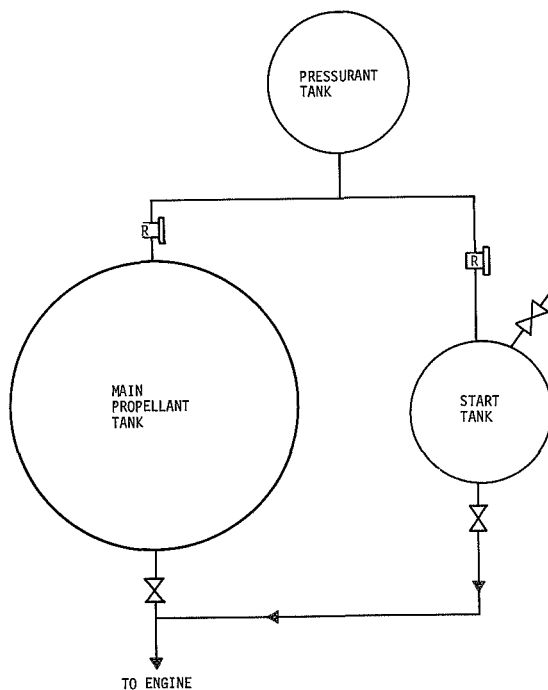 PRESSURANT
TANK
R
R
MAIN
PROPELLANT
TANK
START
TANK
TO ENGINE